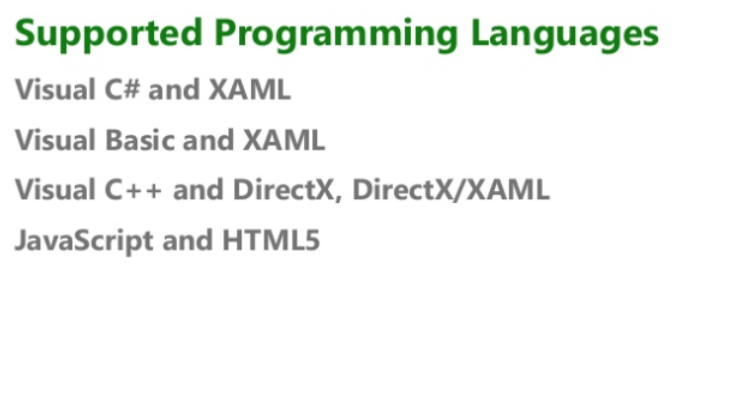 Supported Programming Languages
Visual C# and XAML
Visual Basic and XAML
Visual C++ and DirectX, DirectX/XAML
JavaScript and HTML5